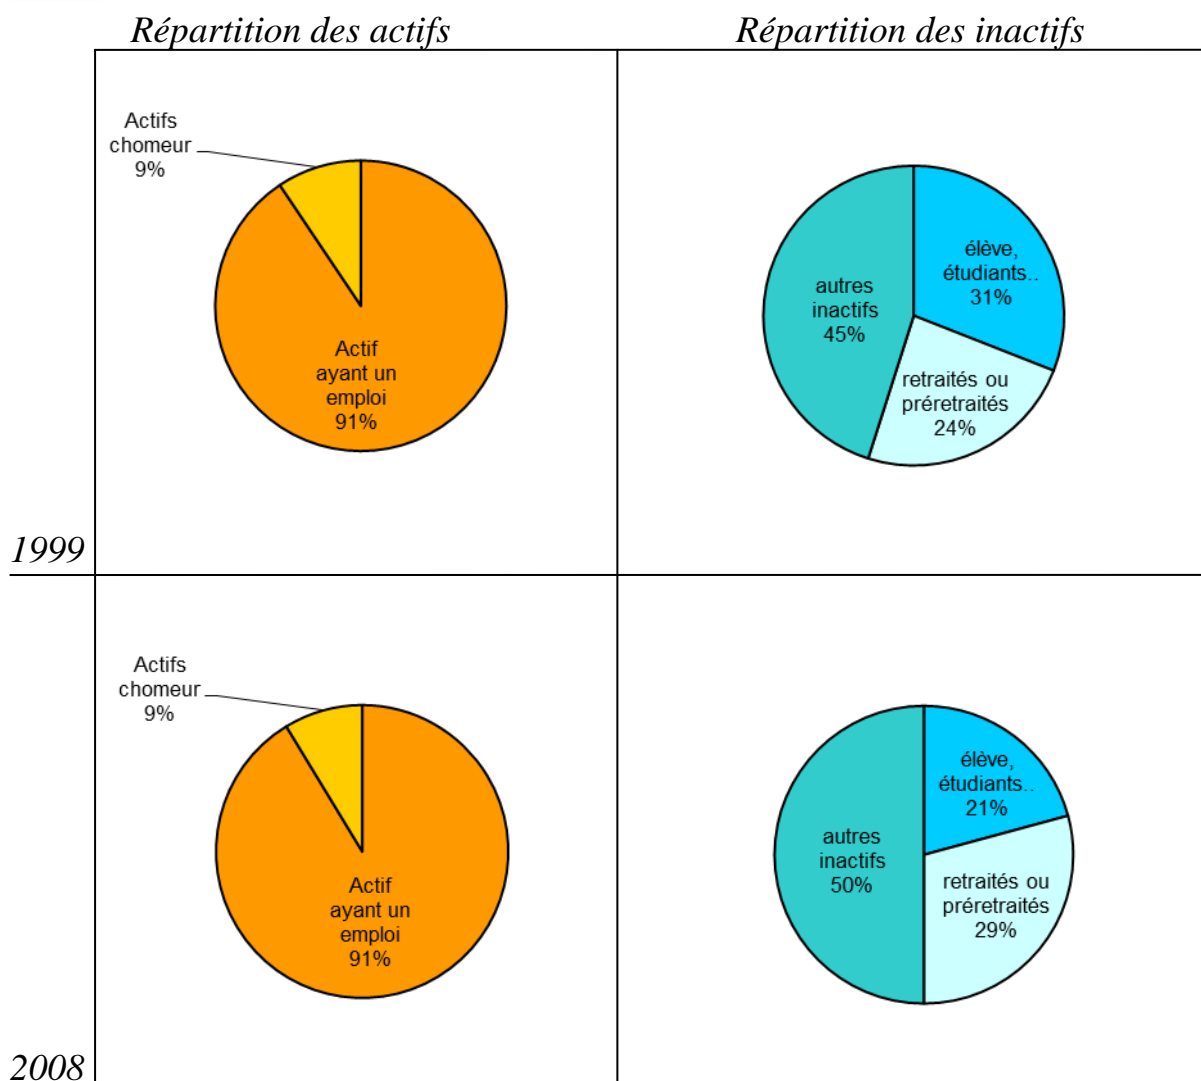 Répartition des actifs
Répartition des inactifs
Actifs
chomeur
9%
Actif
ayant un
emploi
91%
élève,
étudiants..
31%
autres
inactifs
45%
retraités ou
préretraités
24%
1999
Actifs
chomeur
9%
Actif
ayant un
emploi
91%
élève,
étudiants..
21%
autres
inactifs
50%
retraités ou
préretraités
29%
2008